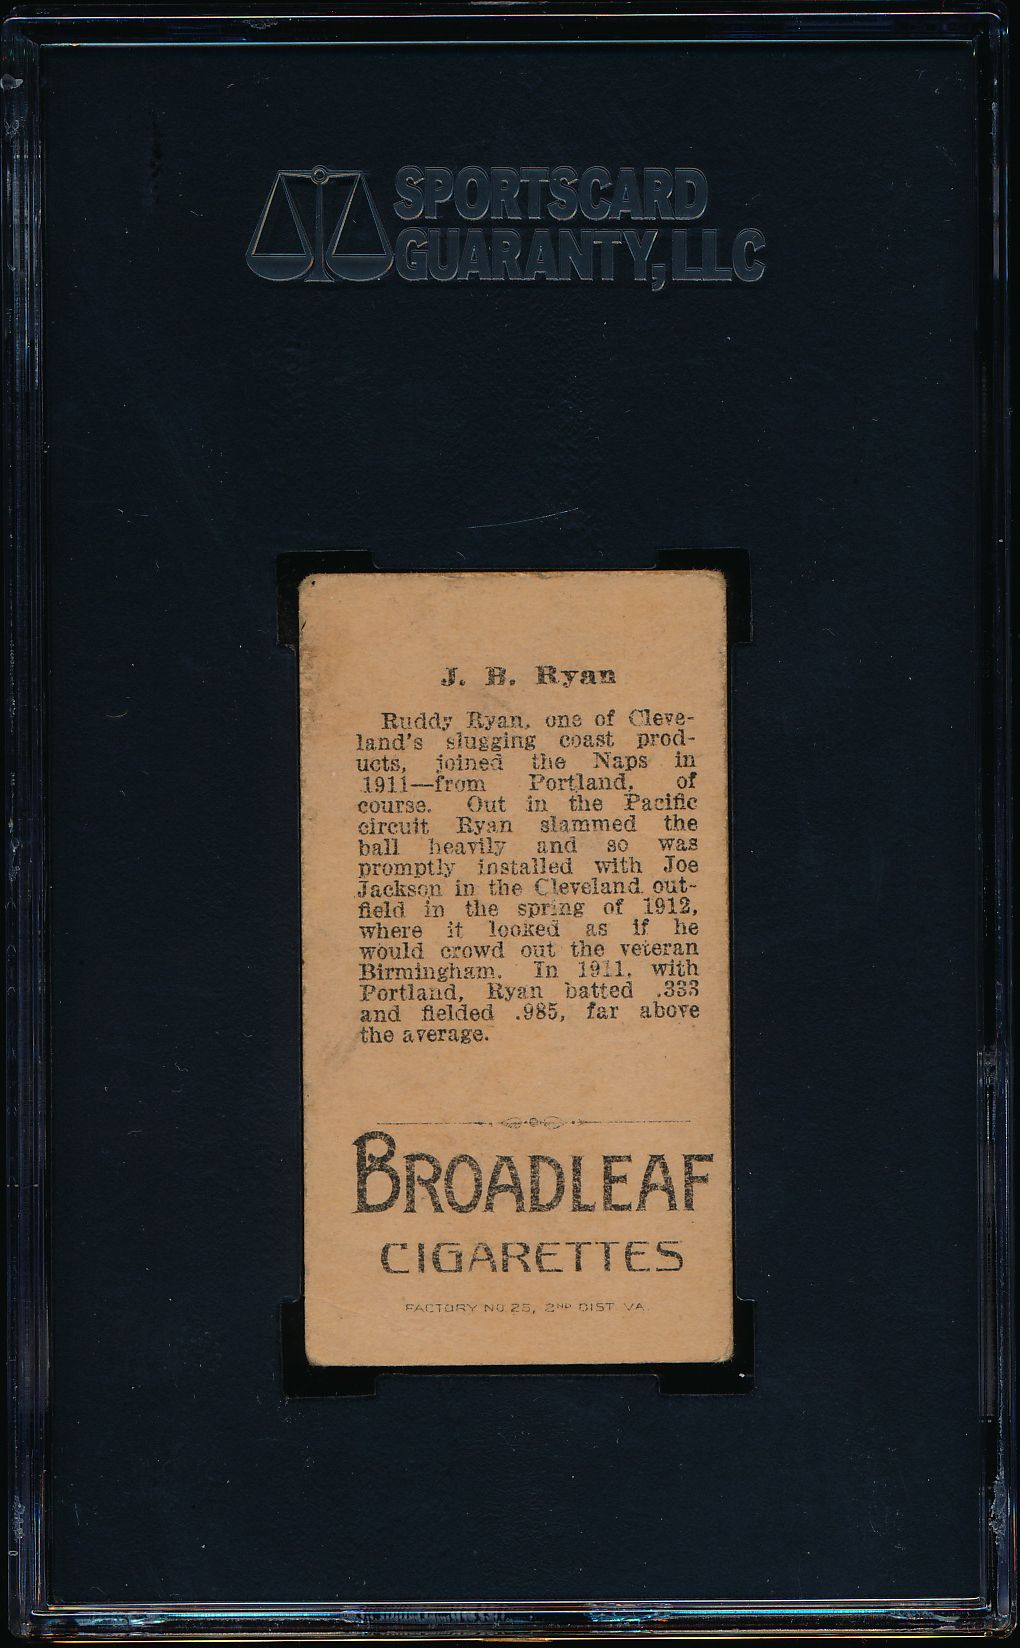 SPORTSCARD
GUARANTY, LLC
J. B. Ryan
Ruddy Ryan, one of Cleve-
land's slugging coast prod-
ucts, joined the Naps in
1911—from Portland, of
course. Out in the Pacific
circuit Ryan slammed the
ball heavily and so was
promptly installed with Joe
Jackson in the Cleveland out-
field in the spring of 1912,
where it looked as if he
would crowd out the veteran
Birmingham. In 1911, with
Portland, Ryan batted .333
and fielded .985, far above
the average.
BROADLEAF
CIGARETTES
FACTORY NO 25, 2ND DIST VA.